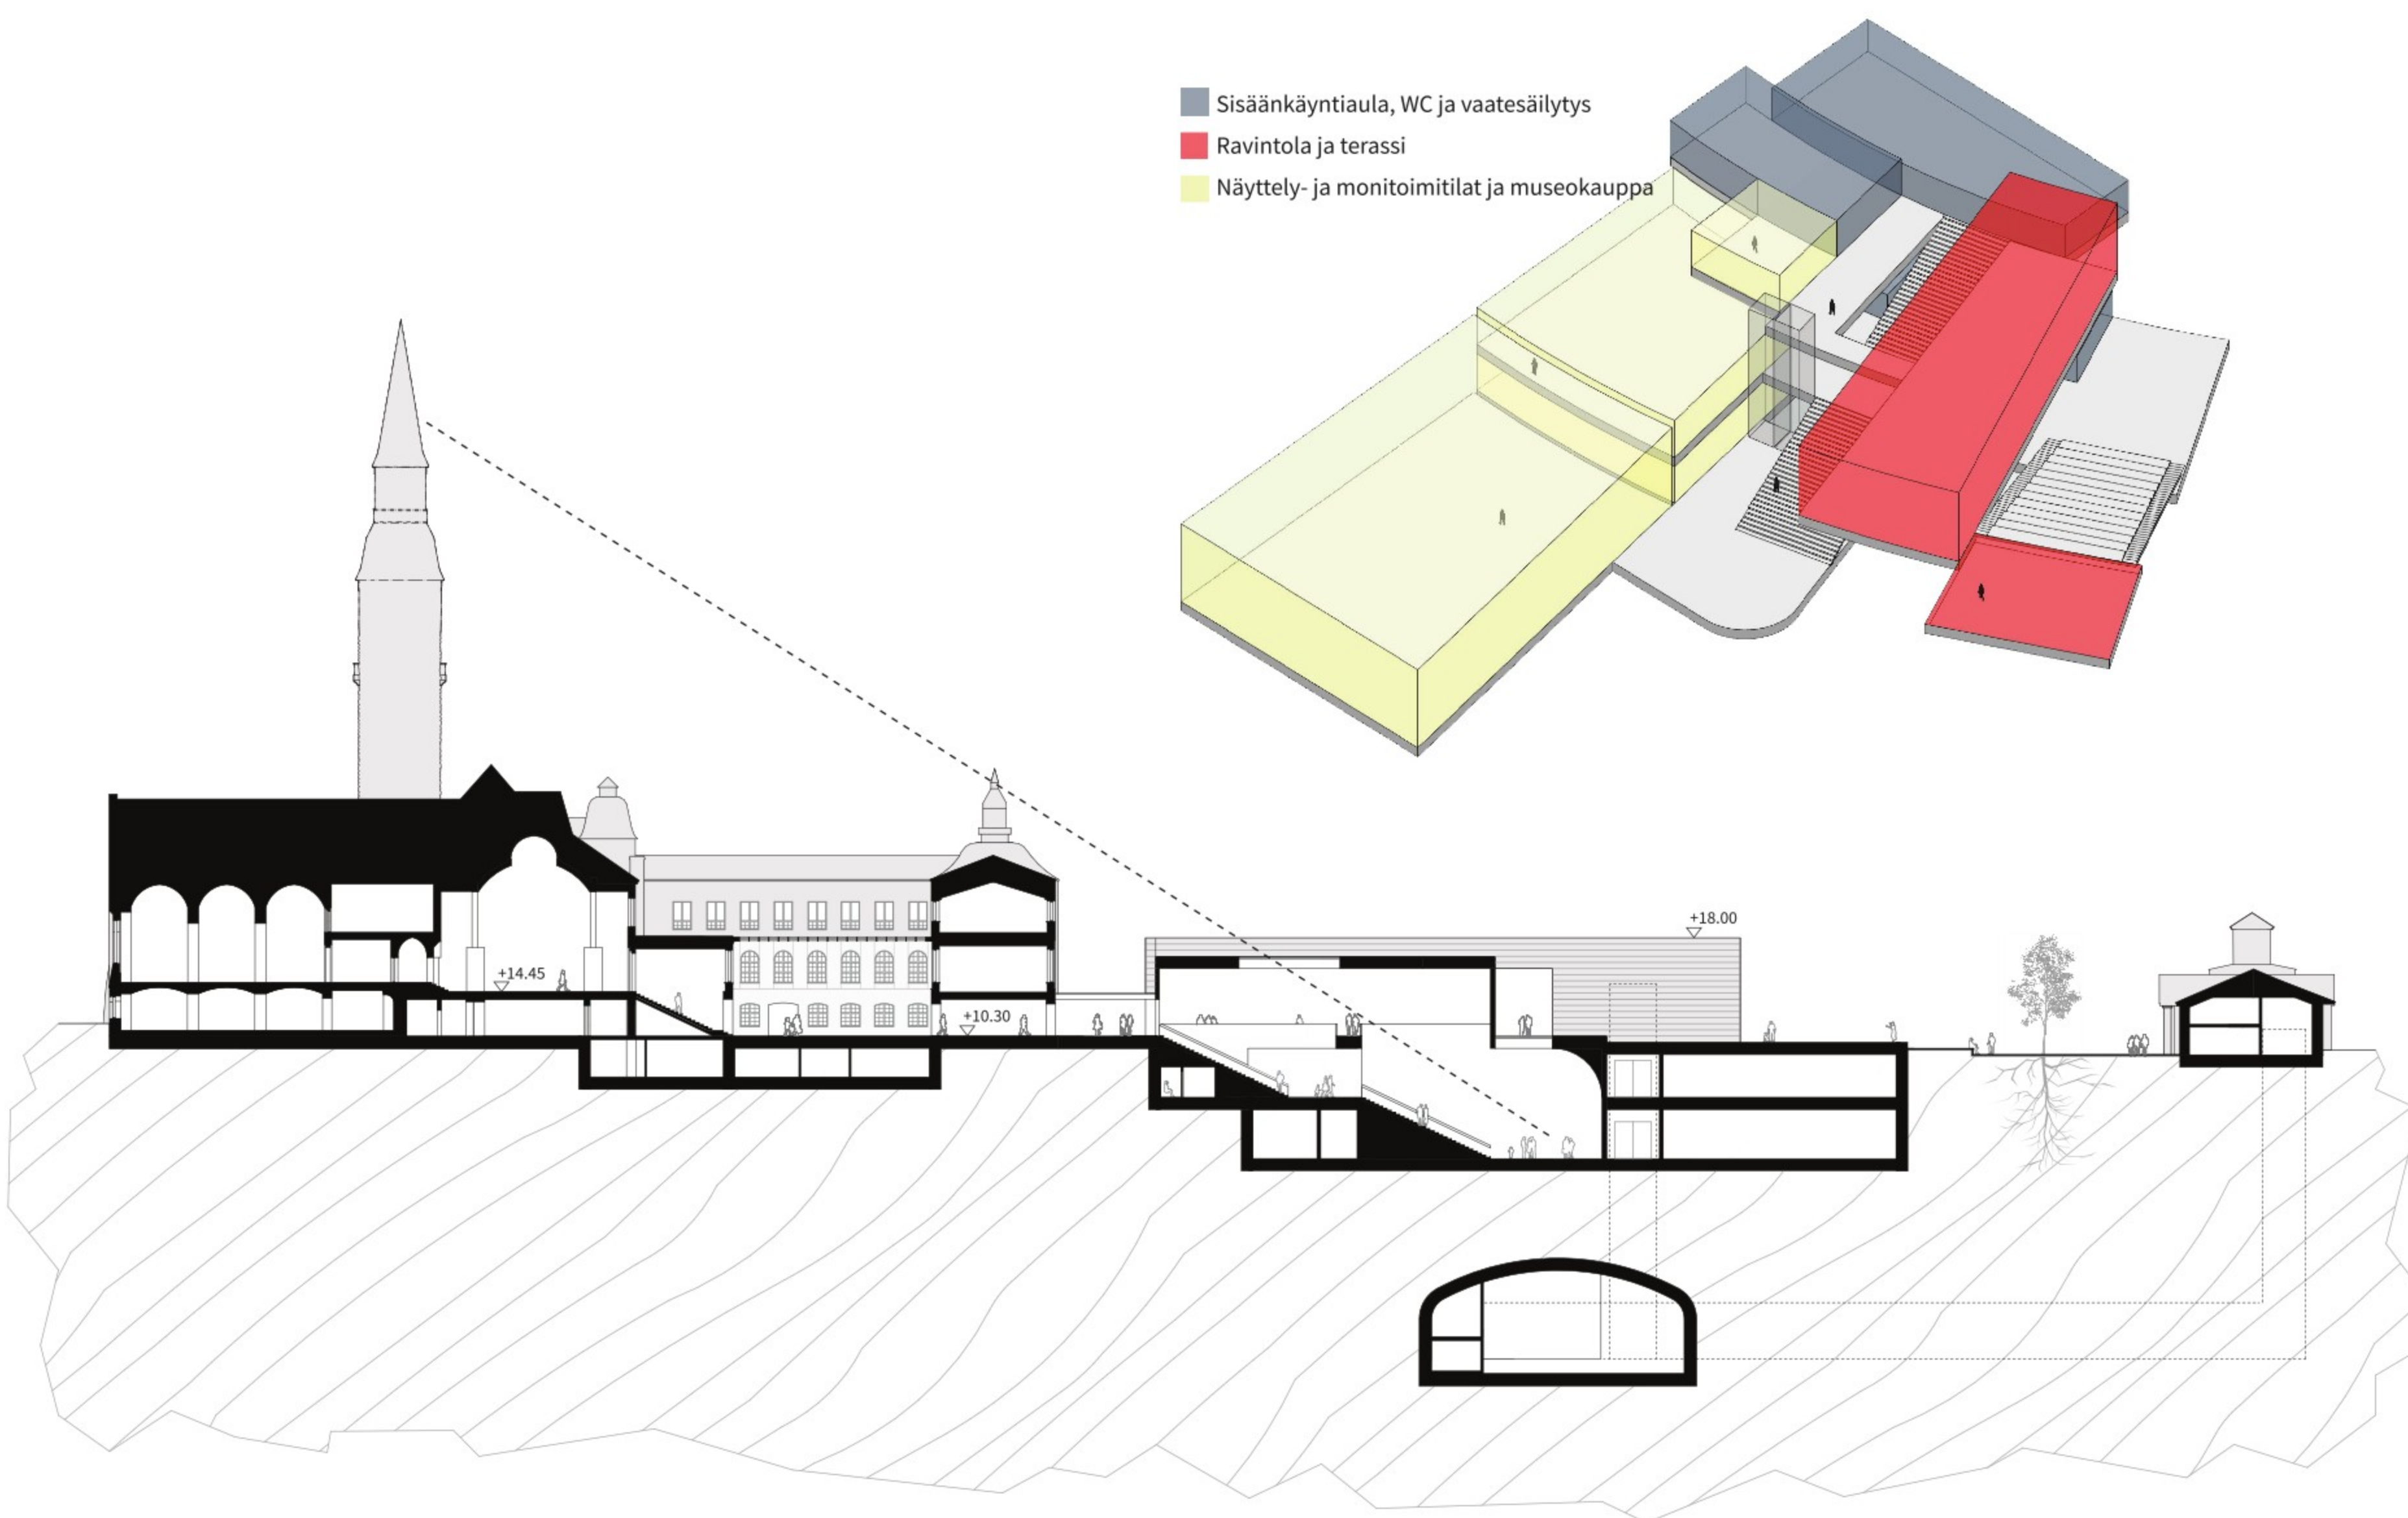 Sisäänkäyntiaula, WC ja vaatesäilytys
Ravintola ja terassi
Näyttely- ja monitoimitilat ja museokauppa
+18.00
+14.45
+10.30